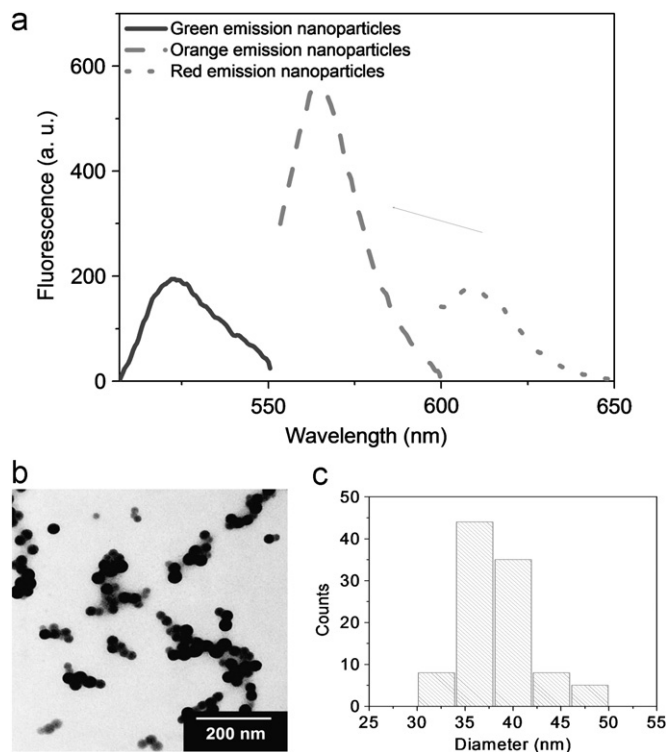 a
Green emission nanoparticles
Orange emission nanoparticles
Red emission nanoparticles
600
400
200
0
Fluorescence (a. u.)
550
600
650
Wavelength (nm)
b
200 nm
c
50
40
30
20
10
0
Counts
25
30
35
40
45
50
55
Diameter (nm)